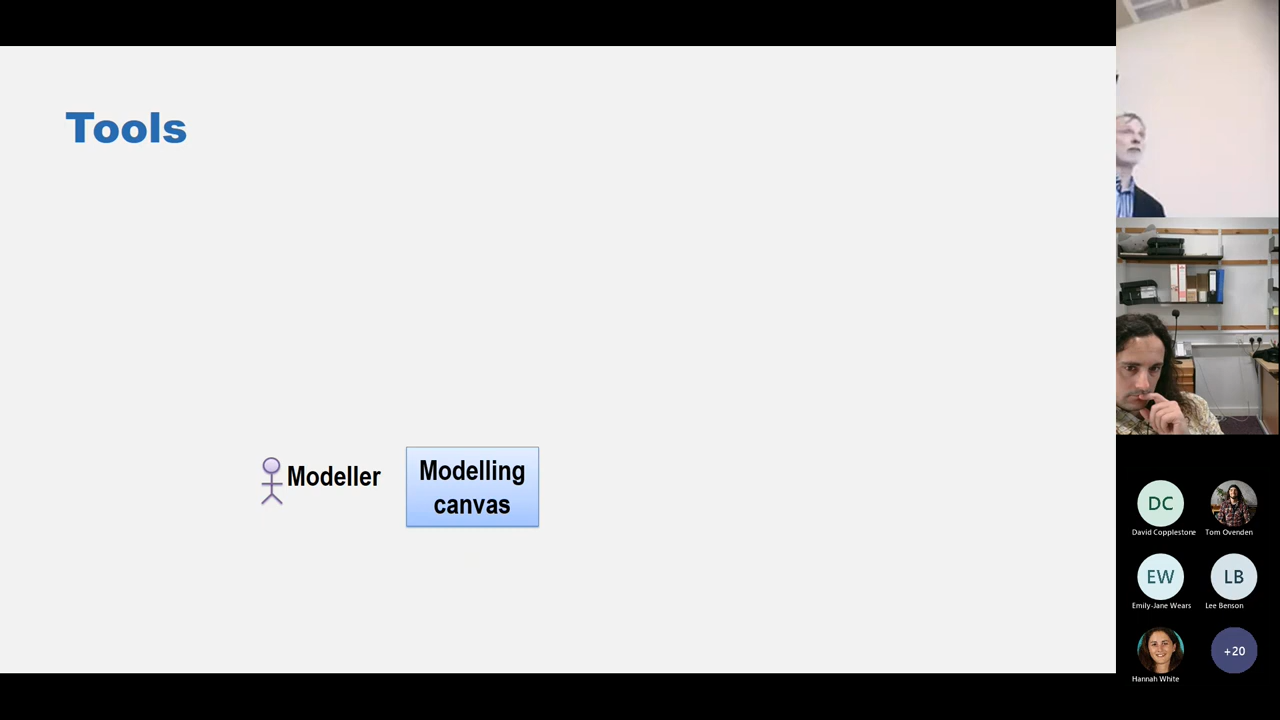 Tools
Modeller
Modelling
canvas
DC
David Copplestone
Tom Ovenden
EW
Emily-Jane Wears
LB
Lee Benson
Hannah White
+20